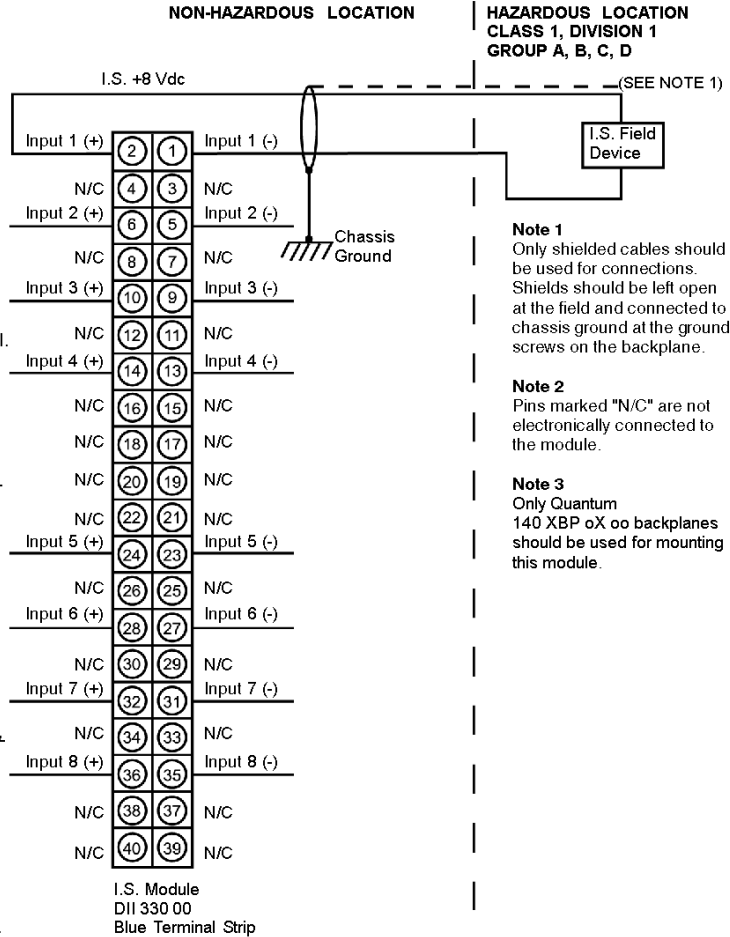 NON-HAZARDOUS LOCATION
HAZARDOUS LOCATION
CLASS 1, DIVISION 1
GROUP A, B, C, D
I.S. +8 Vdc
(SEE NOTE 1)
Input 1 (+) 2 1 Input 1 (-)
I.S. Field
Device
N/C 4 3 N/C
Input 2 (+) 6 5 Input 2 (-)
Chassis
Ground
N/C 8 7 N/C
Input 3 (+) 10 9 Input 3 (-)
N/C 12 11 N/C
Input 4 (+) 14 13 Input 4 (-)
N/C 16 15 N/C
N/C 18 17 N/C
N/C 20 19 N/C
N/C 22 21 N/C
Input 5 (+) 24 23 Input 5 (-)
N/C 26 25 N/C
Input 6 (+) 28 27 Input 6 (-)
N/C 30 29 N/C
Input 7 (+) 32 31 Input 7 (-)
N/C 34 33 N/C
Input 8 (+) 36 35 Input 8 (-)
N/C 38 37 N/C
N/C 40 39 N/C
I.S. Module
DII 330 00
Blue Terminal Strip
Note 1
Only shielded cables should
be used for connections.
Shields should be left open
at the field and connected to
chassis ground at the ground
screws on the backplane.
Note 2
Pins marked "N/C" are not
electronically connected to
the module.
Note 3
Only Quantum
140 XBP oX oo backplanes
should be used for mounting
this module.